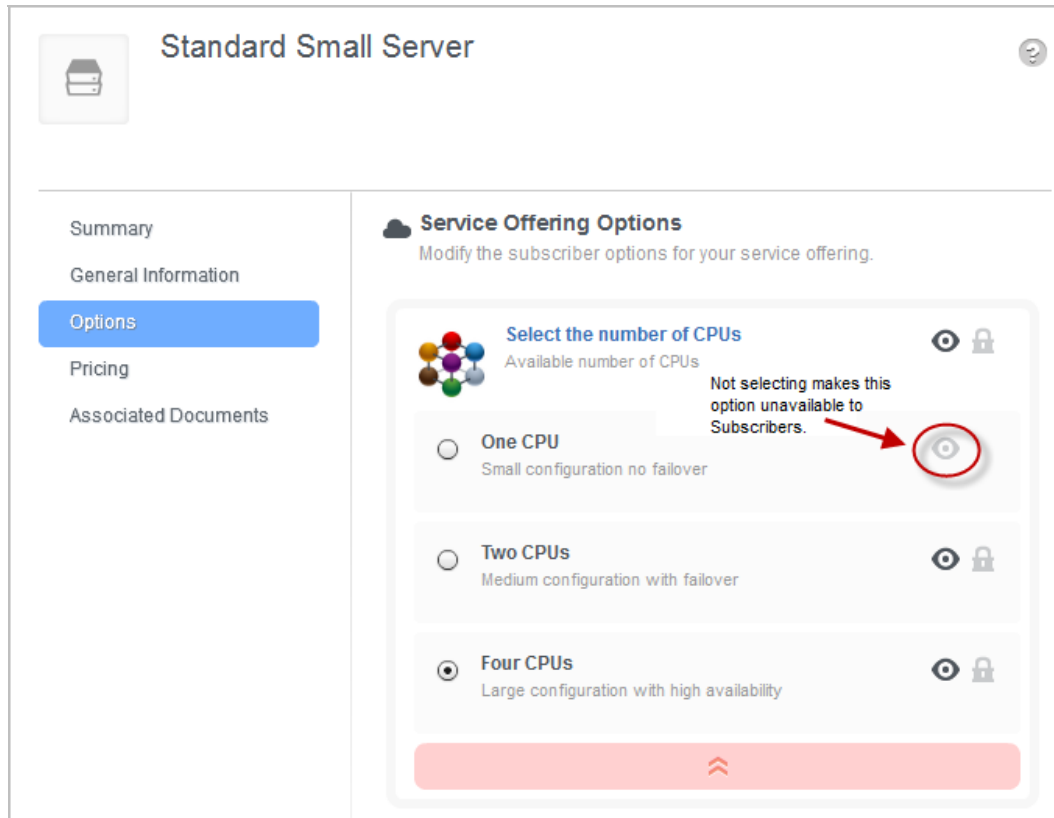 Standard Small Server
Summary
General Information
Options
Pricing
Associated Documents
Service Offering Options
Modify the subscriber options for your service offering.
Select the number of CPUs
Available number of CPUs
Not selecting makes this
option unavailable to
Subscribers.
One CPU
Small configuration no failover
Two CPUs
Medium configuration with failover
Four CPUs
Large configuration with high availability